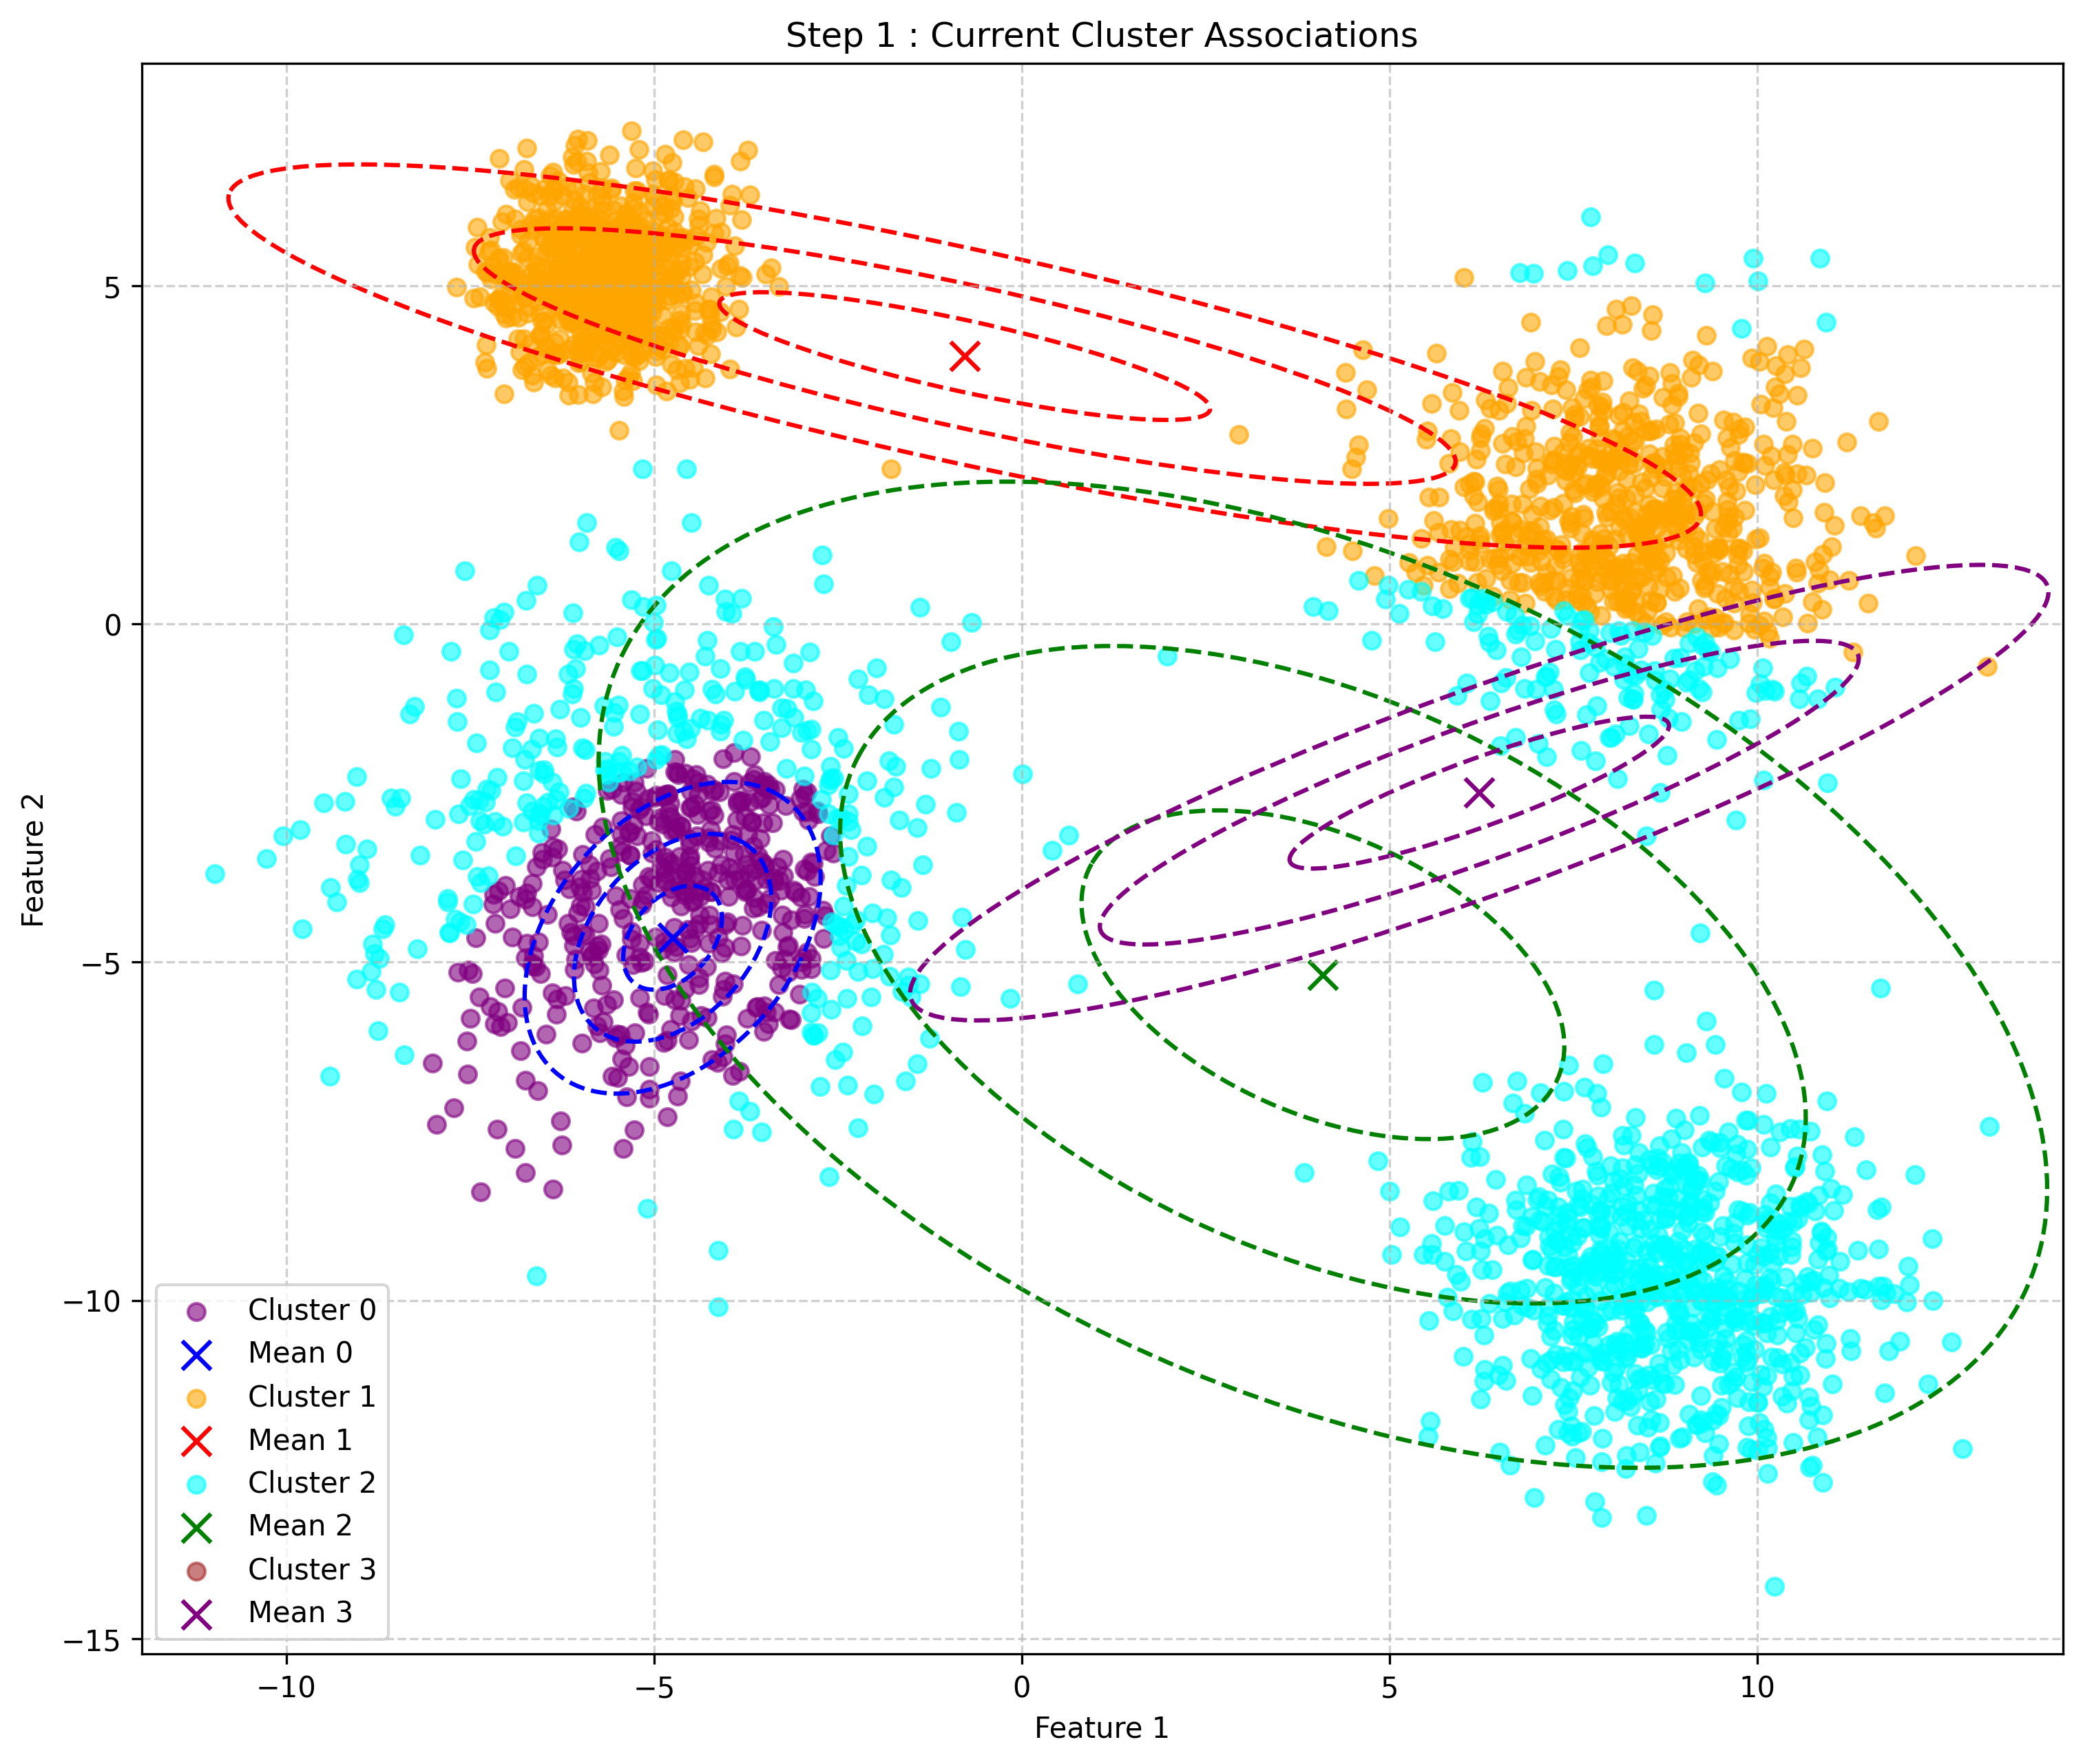 Step 1 : Current Cluster Associations
Feature 2
5
0
−5
−10
−15
Cluster 0
Mean 0
Cluster 1
Mean 1
Cluster 2
Mean 2
Cluster 3
Mean 3
−10 −5 0 5 10
Feature 1